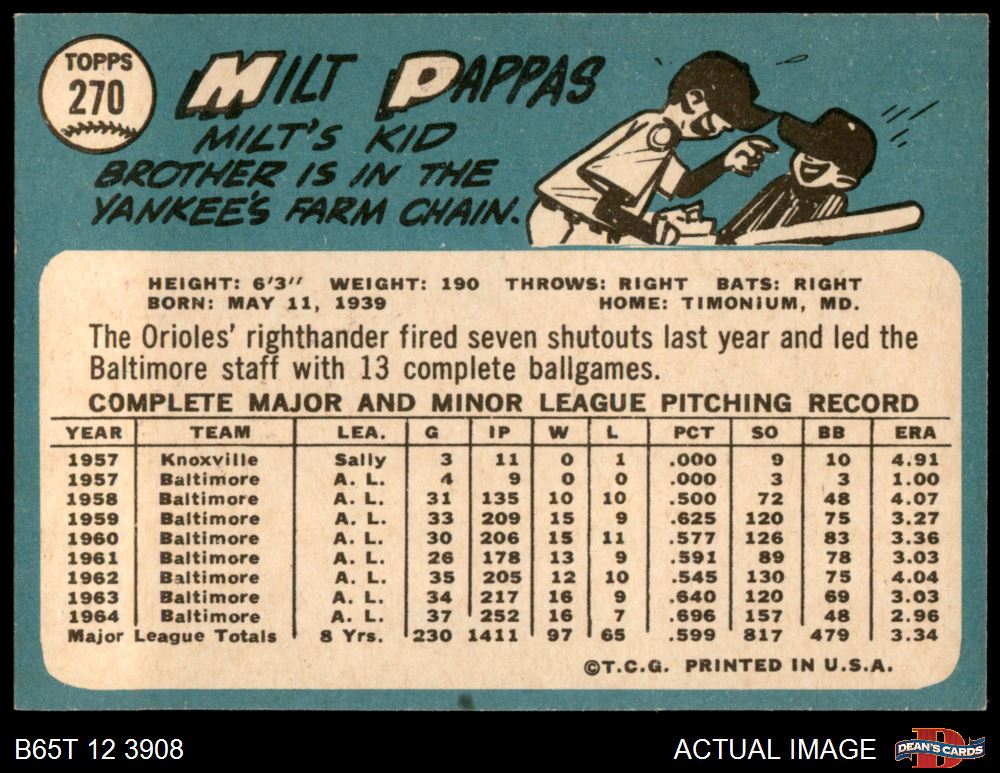 TOPPS
270
MILT PAPPAS
MILT'S KID
BROTHER IS IN THE
YANKEE'S FARM CHAIN.
HEIGHT: 6'3" WEIGHT: 190 THROWS: RIGHT BATS: RIGHT
BORN: MAY 11, 1939 HOME: TIMONIUM, MD.
The Orioles' righthander fired seven shutouts last year and led the
Baltimore staff with 13 complete ballgames.
COMPLETE MAJOR AND MINOR LEAGUE PITCHING RECORD
YEAR TEAM LEA. G IP W L PCT SO BB ERA
1957 Knoxville Sally 3 11 0 1 .000 9 10 4.91
1957 Baltimore A. L. 4 9 0 0 .000 3 3 1.00
1958 Baltimore A. L. 31 135 10 10 .500 72 48 4.07
1959 Baltimore A. L. 33 209 15 9 .625 120 75 3.27
1960 Baltimore A. L. 30 206 15 11 .577 126 83 3.36
1961 Baltimore A. L. 26 178 13 9 .591 89 78 3.03
1962 Baltimore A. L. 35 205 12 10 .545 130 75 4.04
1963 Baltimore A. L. 34 217 16 9 .640 120 69 3.03
1964 Baltimore A. L. 37 252 16 7 .696 157 48 2.96
Major League Totals 8 Yrs. 230 1411 97 65 .599 817 479 3.34
©T.C.G. PRINTED IN U.S.A.
B65T 12 3908 ACTUAL IMAGE
DEAN'S CARDS